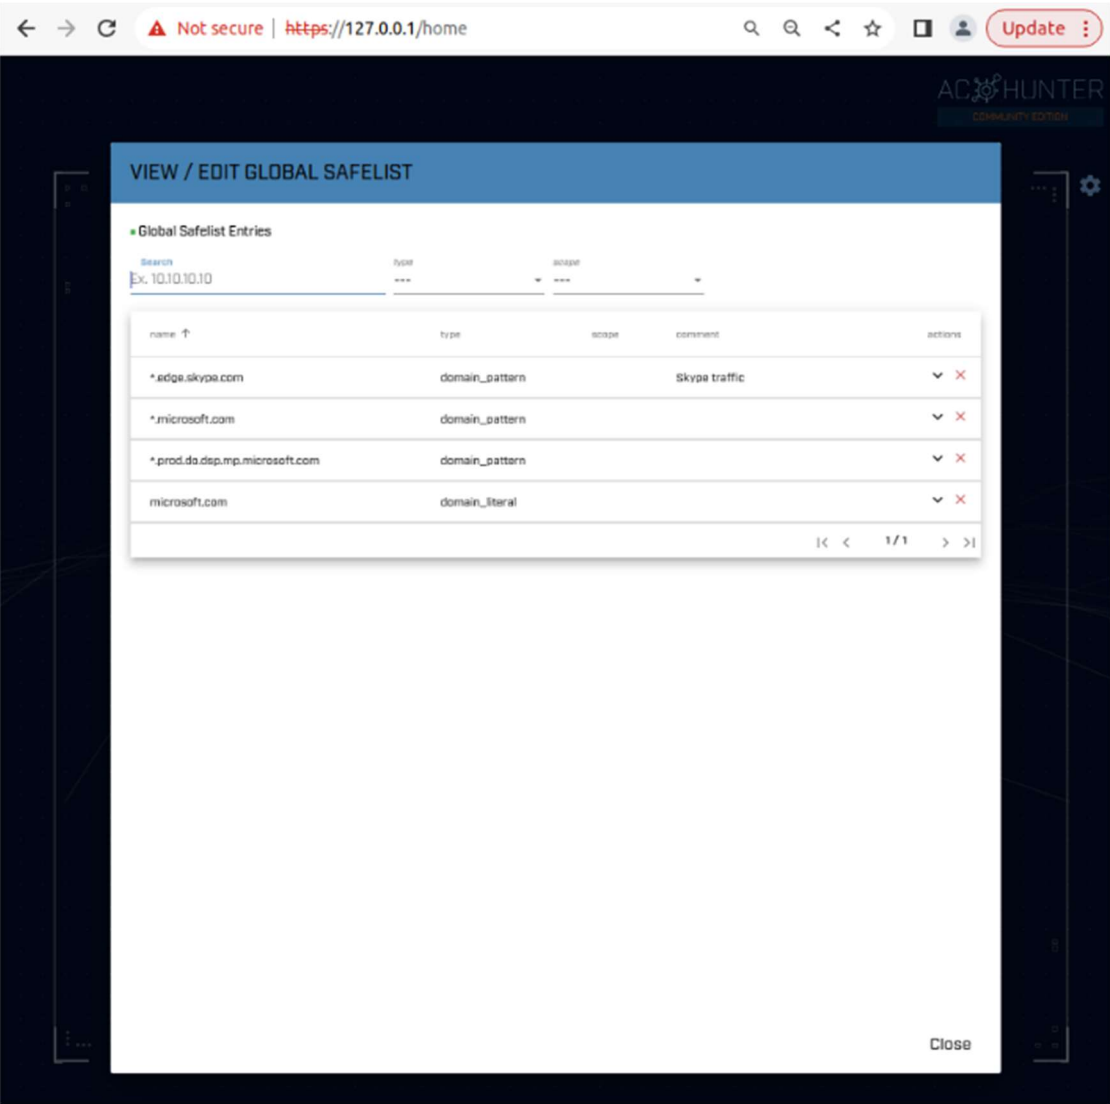 Not secure | https://127.0.0.1/home
Update
AC HUNTER
COMMUNITY EDITION
VIEW / EDIT GLOBAL SAFELIST
Global Safelist Entries
Search type scope
Ex. 10.10.10.10 --- ---
name type scope comment actions
*.edge.skype.com domain_pattern Skype traffic
*.microsoft.com domain_pattern
*.prod.do.dsp.mp.microsoft.com domain_pattern
microsoft.com domain_literal
1 / 1
Close